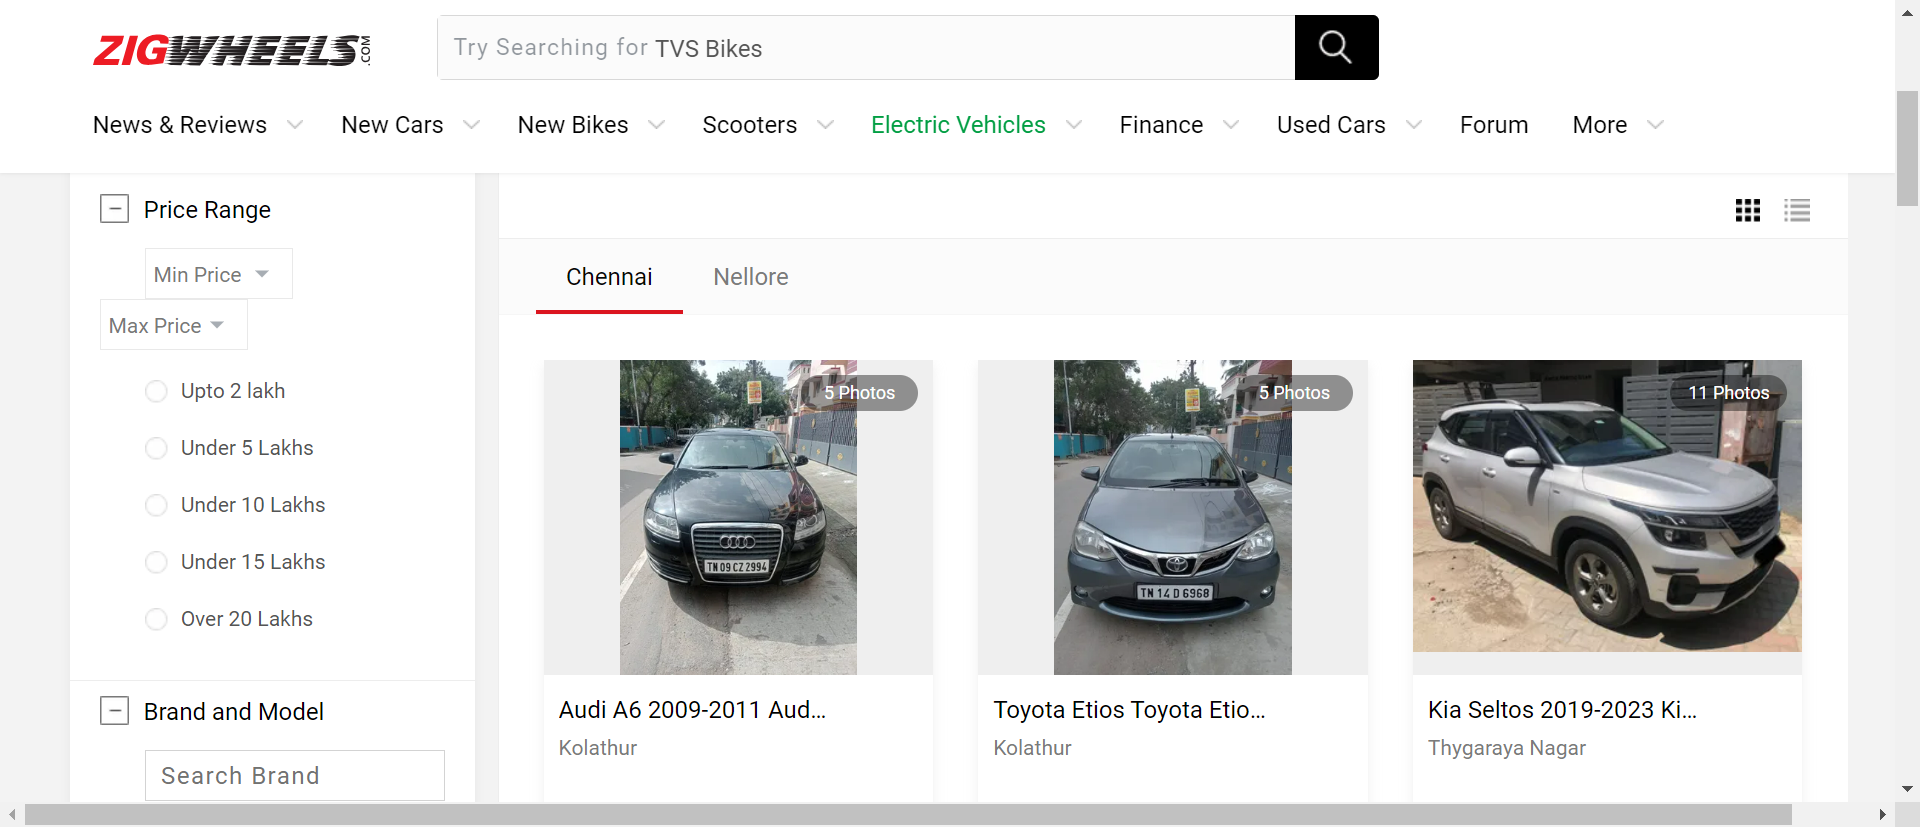 ZIGWHEELS.COM
Try Searching for TVS Bikes
News & Reviews New Cars New Bikes Scooters Electric Vehicles Finance Used Cars Forum More
Price Range
Min Price
Max Price
Upto 2 lakh
Under 5 Lakhs
Under 10 Lakhs
Under 15 Lakhs
Over 20 Lakhs
Brand and Model
Search Brand
Chennai Nellore
5 Photos
TN 09 CZ 2994
Audi A6 2009-2011 Aud...
Kolathur
5 Photos
TN 14 D 6968
Toyota Etios Toyota Etio...
Kolathur
11 Photos
Kia Seltos 2019-2023 Ki...
Thygaraya Nagar